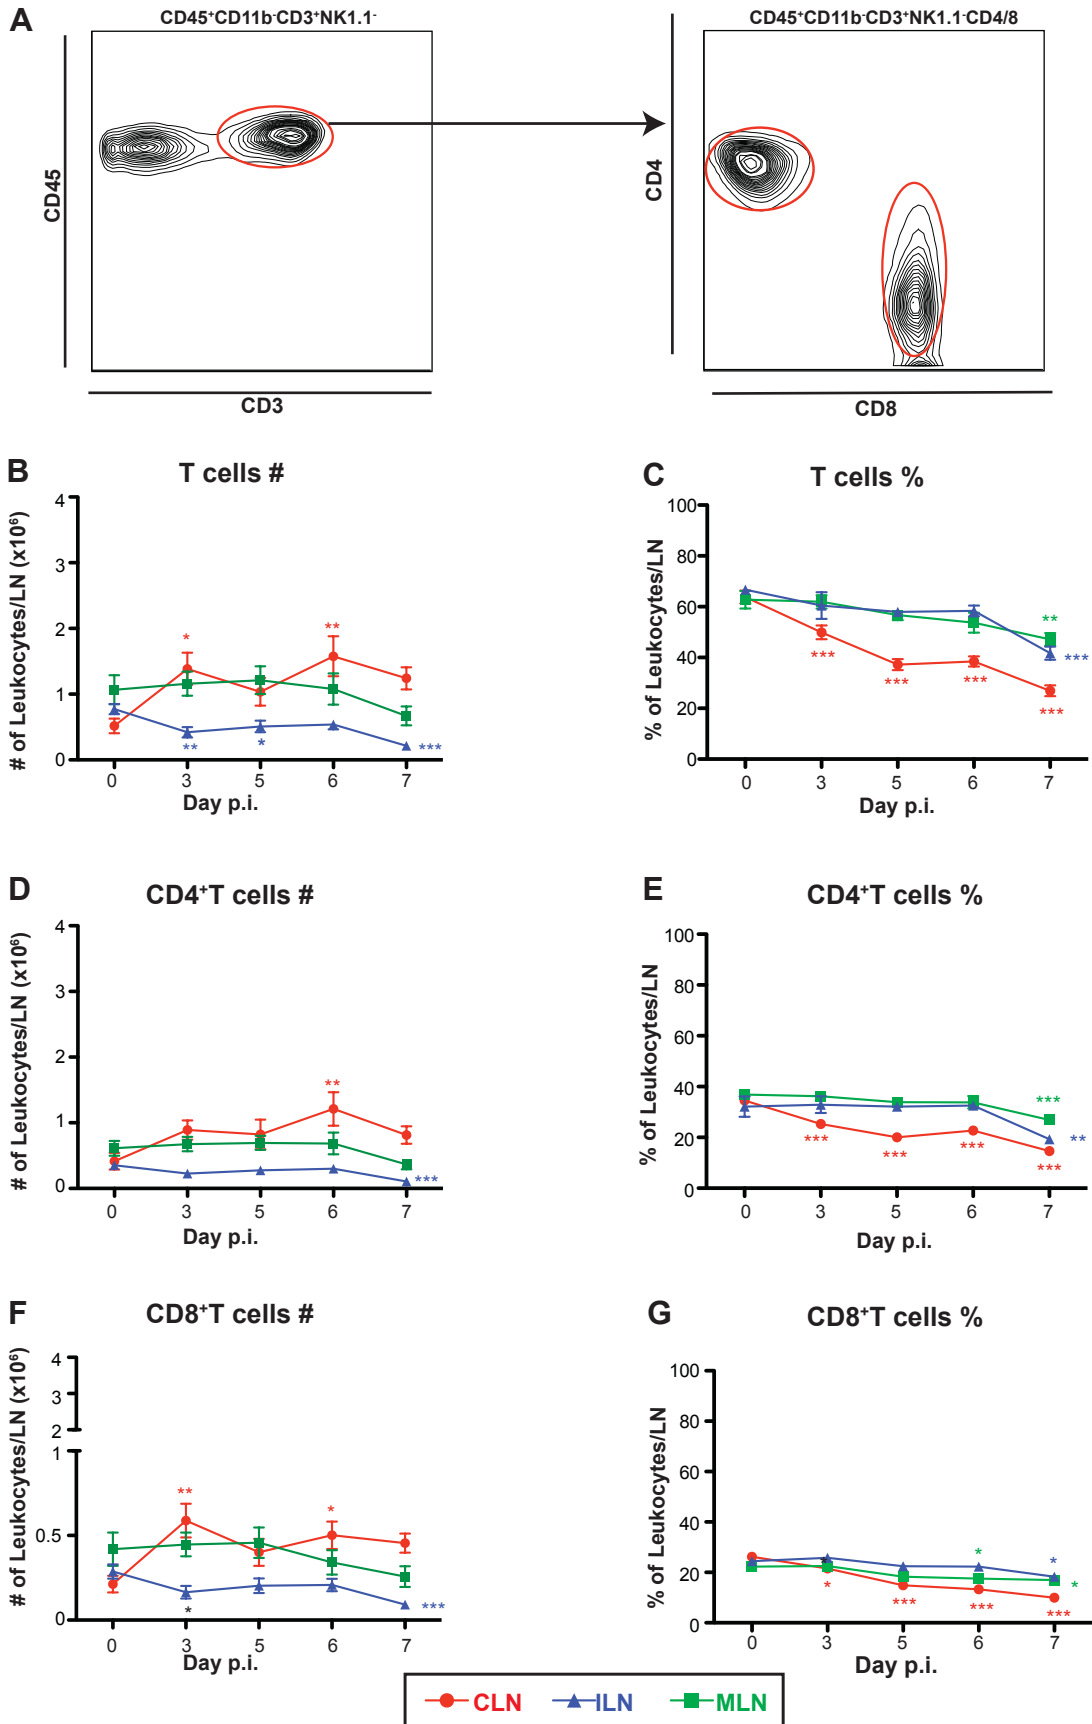 A
CD45⁺CD11b⁻CD3⁺NK1.1⁻
CD45⁺CD11b⁻CD3⁺NK1.1⁻CD4/8
CD45
CD3
CD4
CD8
B
T cells #
# of Leukocytes/LN (x10⁶)
4
3
2
1
0
*
**
**
*
***
0 3 5 6 7
Day p.i.
C
T cells %
% of Leukocytes/LN
100
80
60
40
20
0
**
***
***
***
***
***
0 3 5 6 7
Day p.i.
D
CD4⁺T cells #
# of Leukocytes/LN (x10⁶)
4
3
2
1
0
**
***
0 3 5 6 7
Day p.i.
E
CD4⁺T cells %
% of Leukocytes/LN
100
80
60
40
20
0
***
**
***
***
***
***
0 3 5 6 7
Day p.i.
F
CD8⁺T cells #
# of Leukocytes/LN (x10⁶)
4
3
2
1
0.5
0
**
*
*
***
0 3 5 6 7
Day p.i.
G
CD8⁺T cells %
% of Leukocytes/LN
100
80
60
40
20
0
*
*
*
*
*
***
***
***
0 3 5 6 7
Day p.i.
CLN ILN MLN